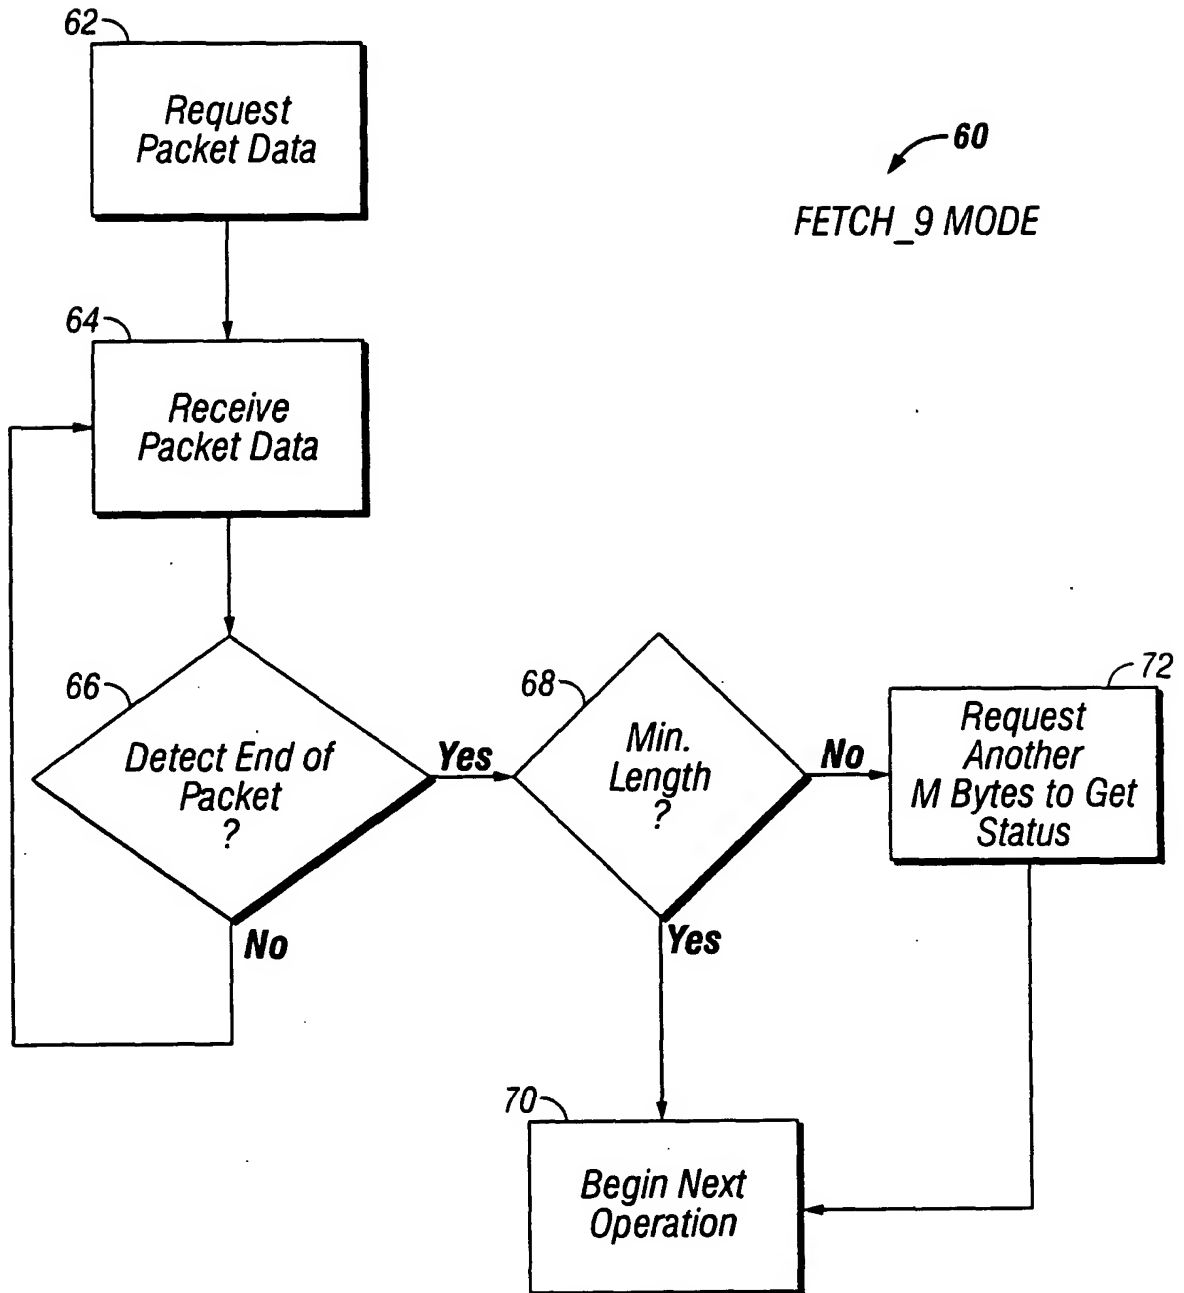 62
Request
Packet Data
60
FETCH_9 MODE
64
Receive
Packet Data
66
Detect End of
Packet
?
Yes
No
68
Min.
Length
?
No
Yes
72
Request
Another
M Bytes to Get
Status
70
Begin Next
Operation